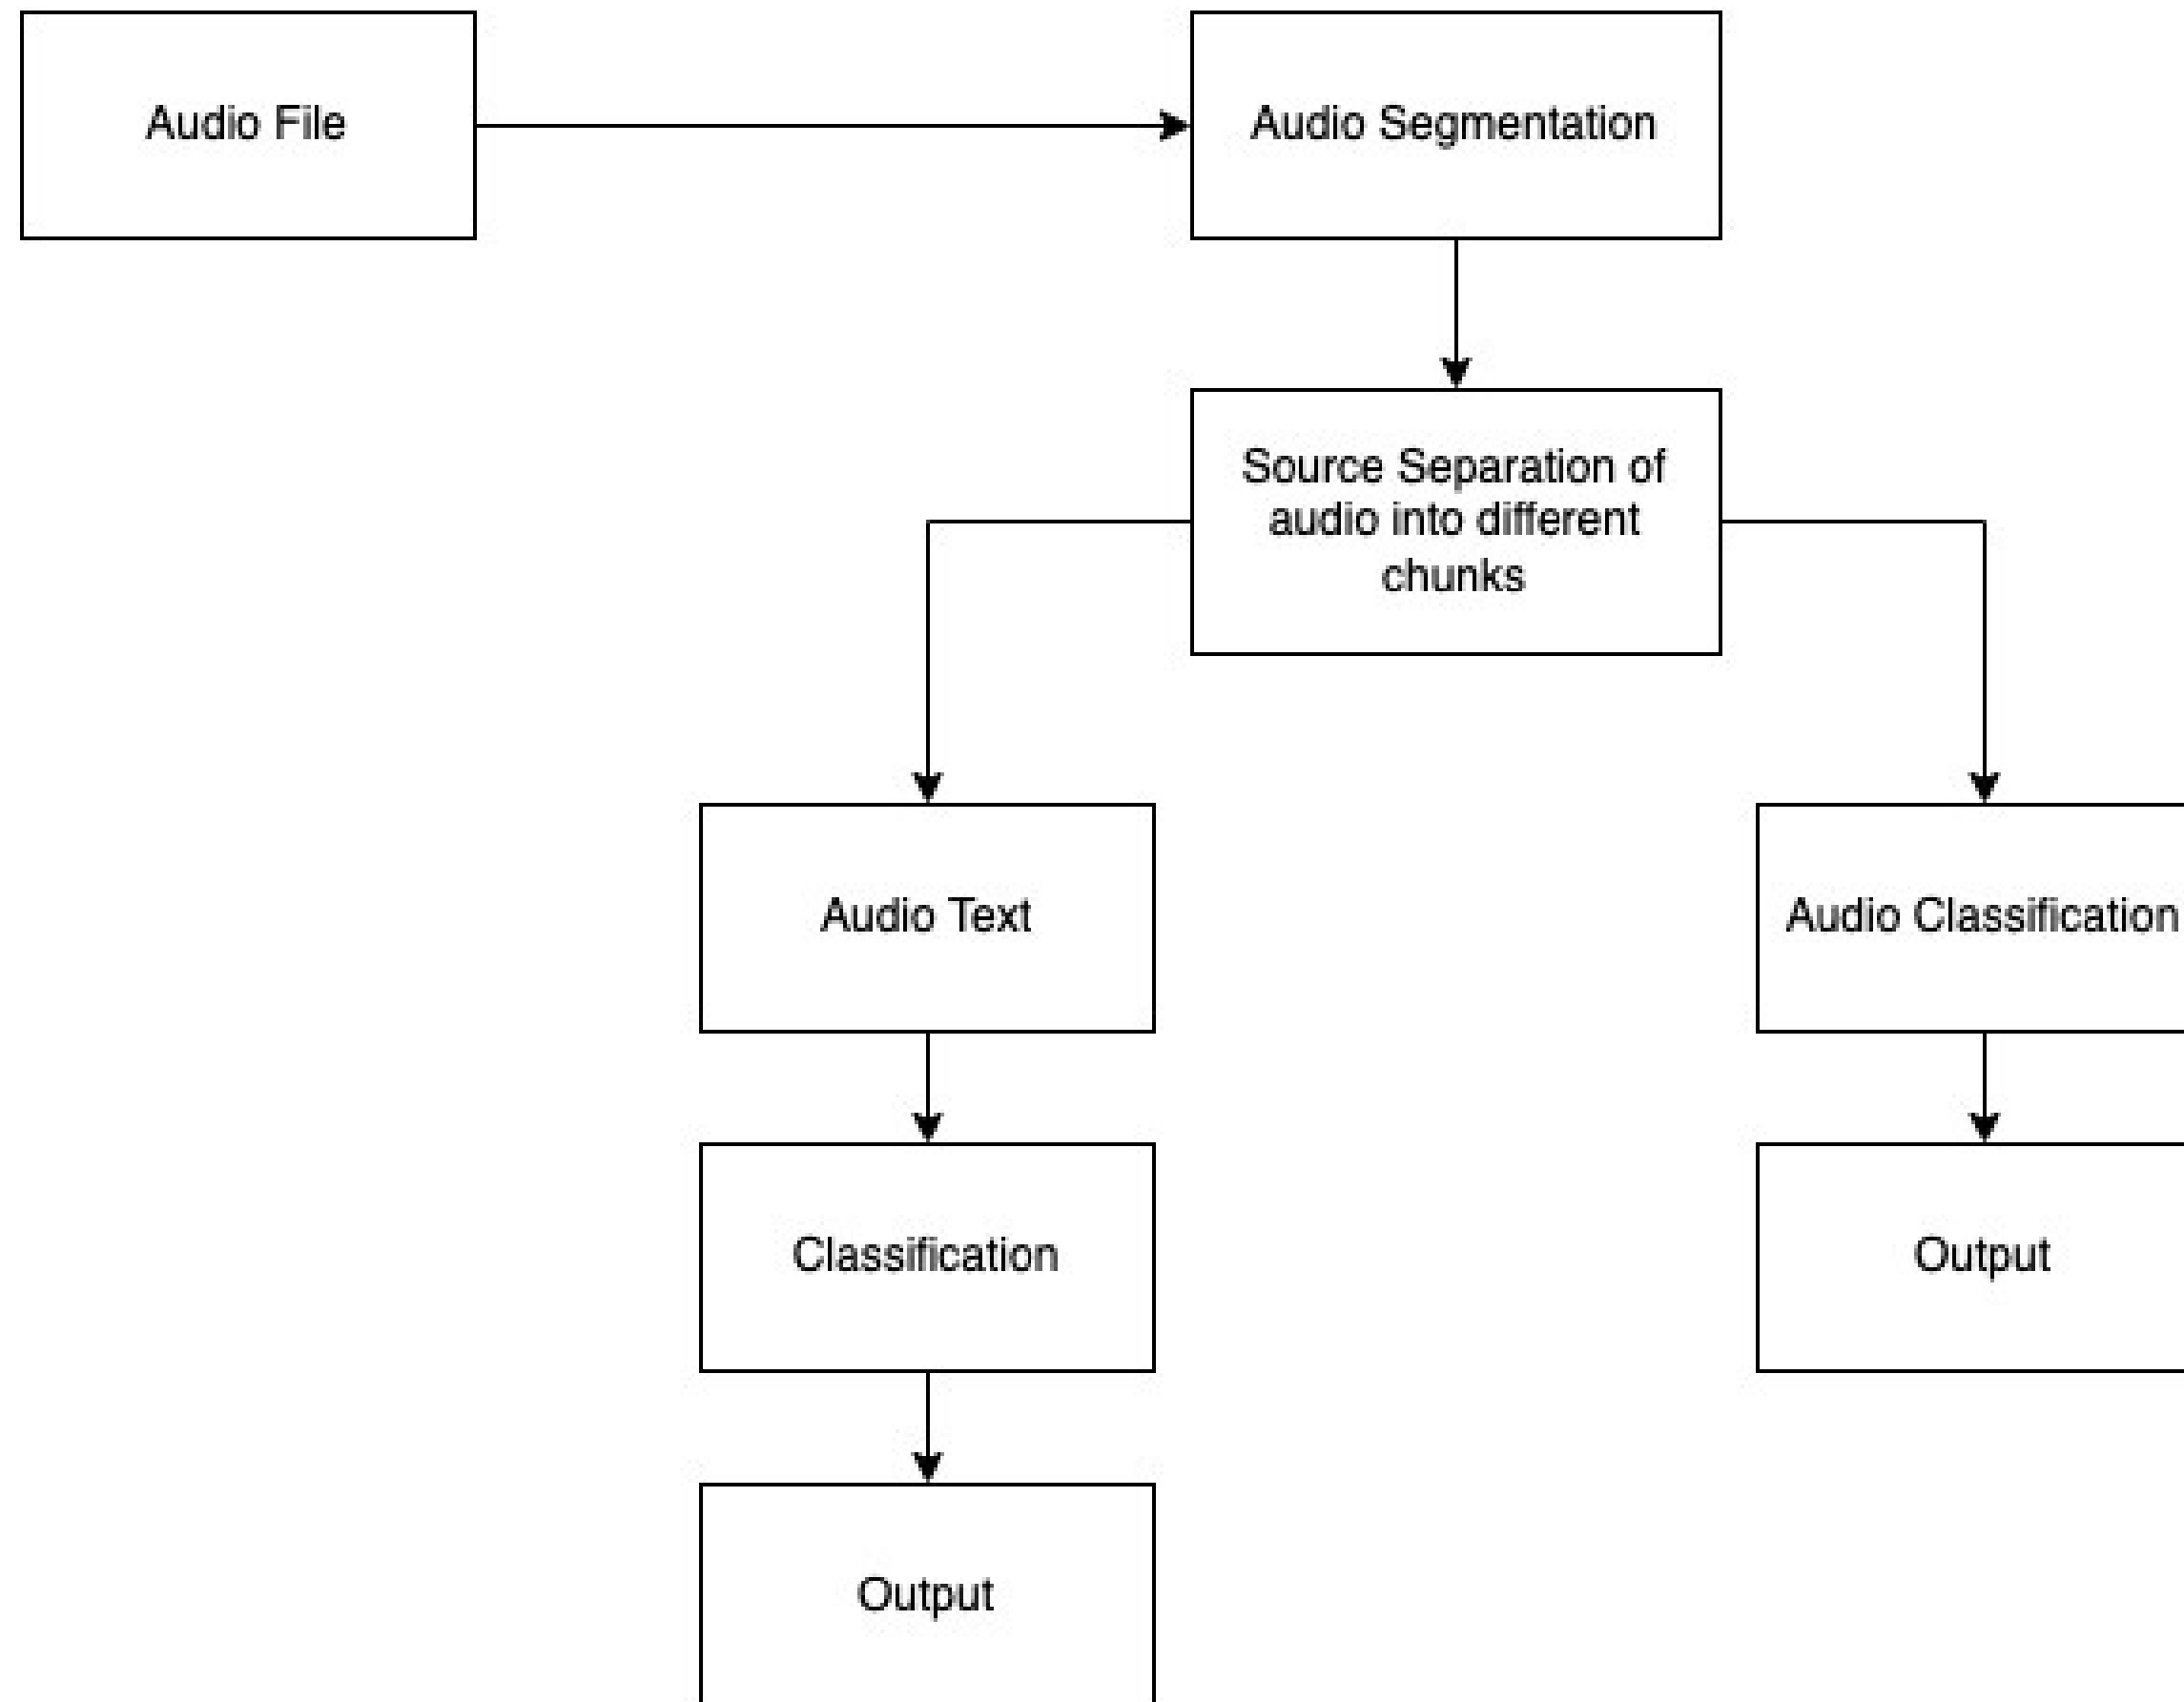 Audio File
Audio Segmentation
Source Separation of
audio into different
chunks
Audio Text
Audio Classification
Classification
Output
Output